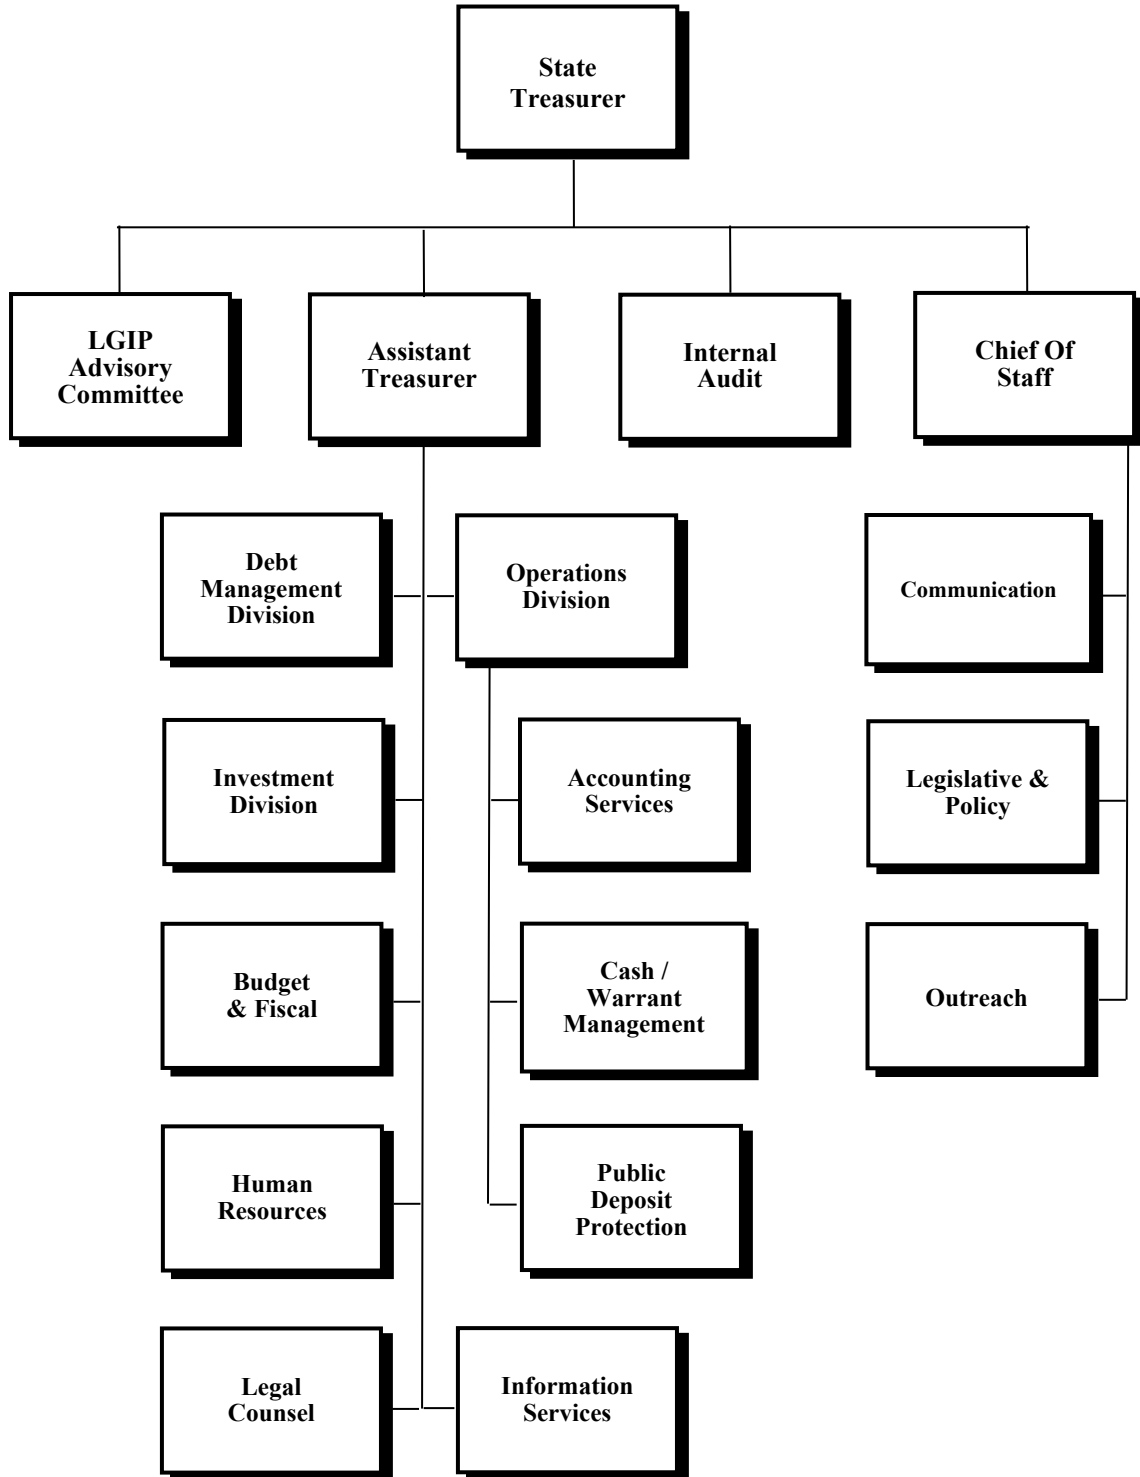 State
Treasurer
LGIP
Advisory
Committee
Assistant
Treasurer
Internal
Audit
Chief Of
Staff
Debt
Management
Division
Operations
Division
Communication
Investment
Division
Accounting
Services
Legislative &
Policy
Budget
& Fiscal
Cash /
Warrant
Management
Outreach
Human
Resources
Public
Deposit
Protection
Legal
Counsel
Information
Services